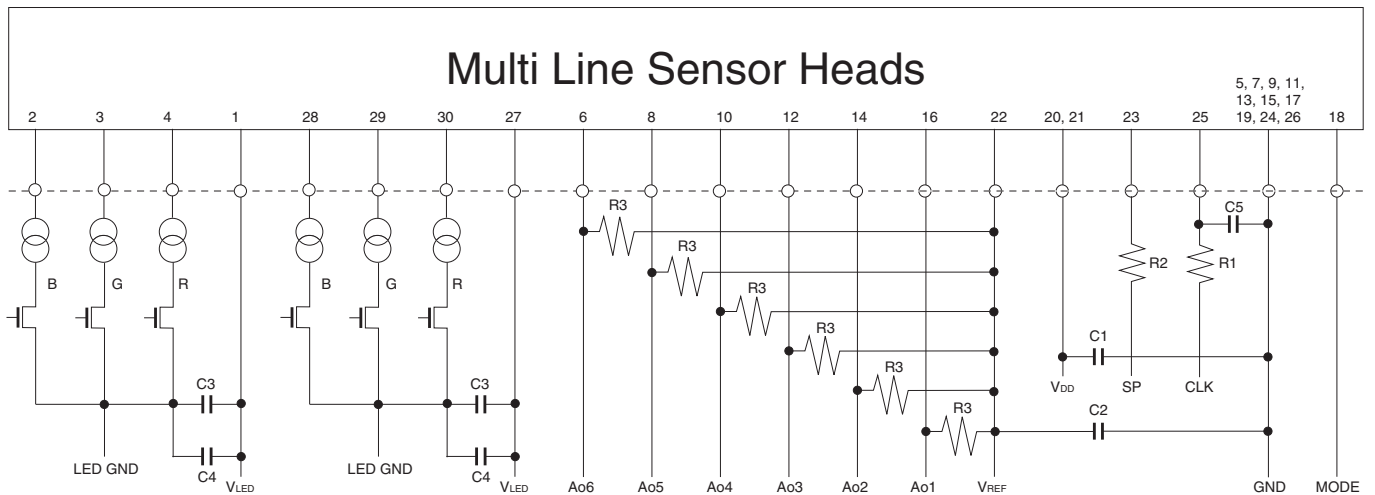 Multi Line Sensor Heads
5, 7, 9, 11,
13, 15, 17
2 3 4 1 28 29 30 27 6 8 10 12 14 16 22 20, 21 23 25 19, 24, 26 18
R3
C5
R3
R2 R1
B G R B G R
R3
R3
C1
R3
C3 C3
VDD SP CLK
R3
C2
LED GND LED GND
C4 C4
VLED VLED Ao6 Ao5 Ao4 Ao3 Ao2 Ao1 VREF GND MODE